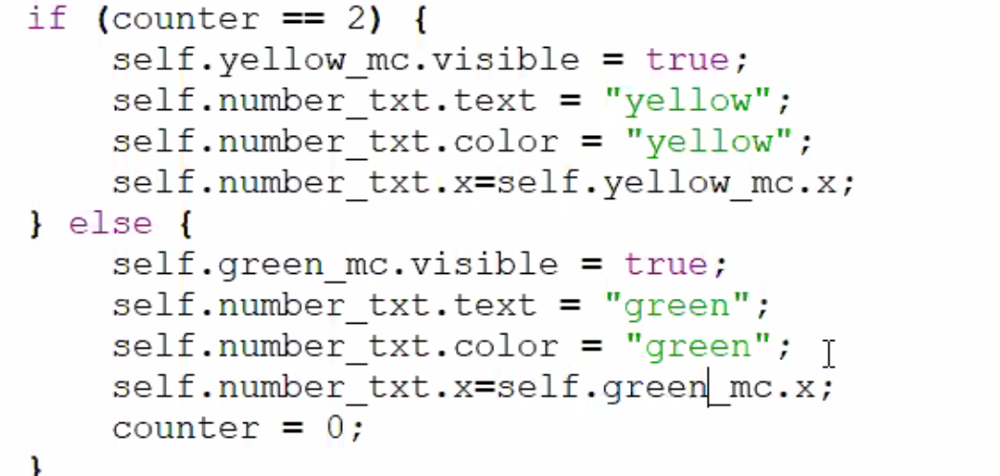 if (counter == 2) {
self.yellow_mc.visible = true;
self.number_txt.text = "yellow";
self.number_txt.color = "yellow";
self.number_txt.x=self.yellow_mc.x;
} else {
self.green_mc.visible = true;
self.number_txt.text = "green";
self.number_txt.color = "green";
self.number_txt.x=self.green_mc.x;
counter = 0;
}